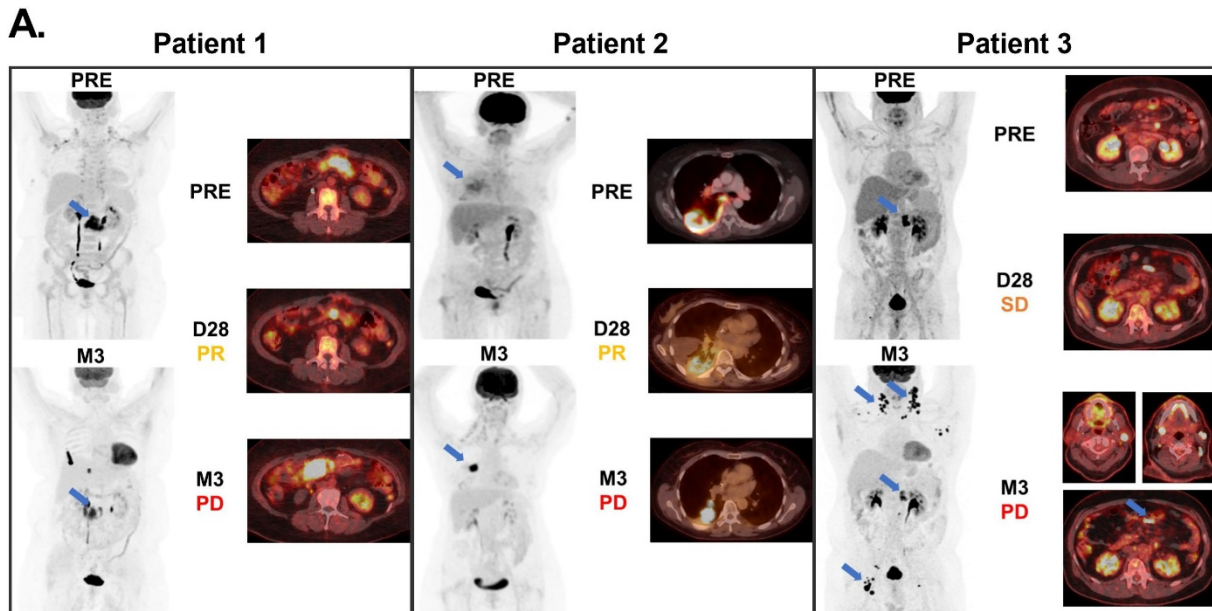 A.
Patient 1
PRE
PRE
D28
PR
M3
M3
PD
Patient 2
PRE
PRE
D28
PR
M3
M3
PD
Patient 3
PRE
PRE
D28
SD
M3
M3
PD